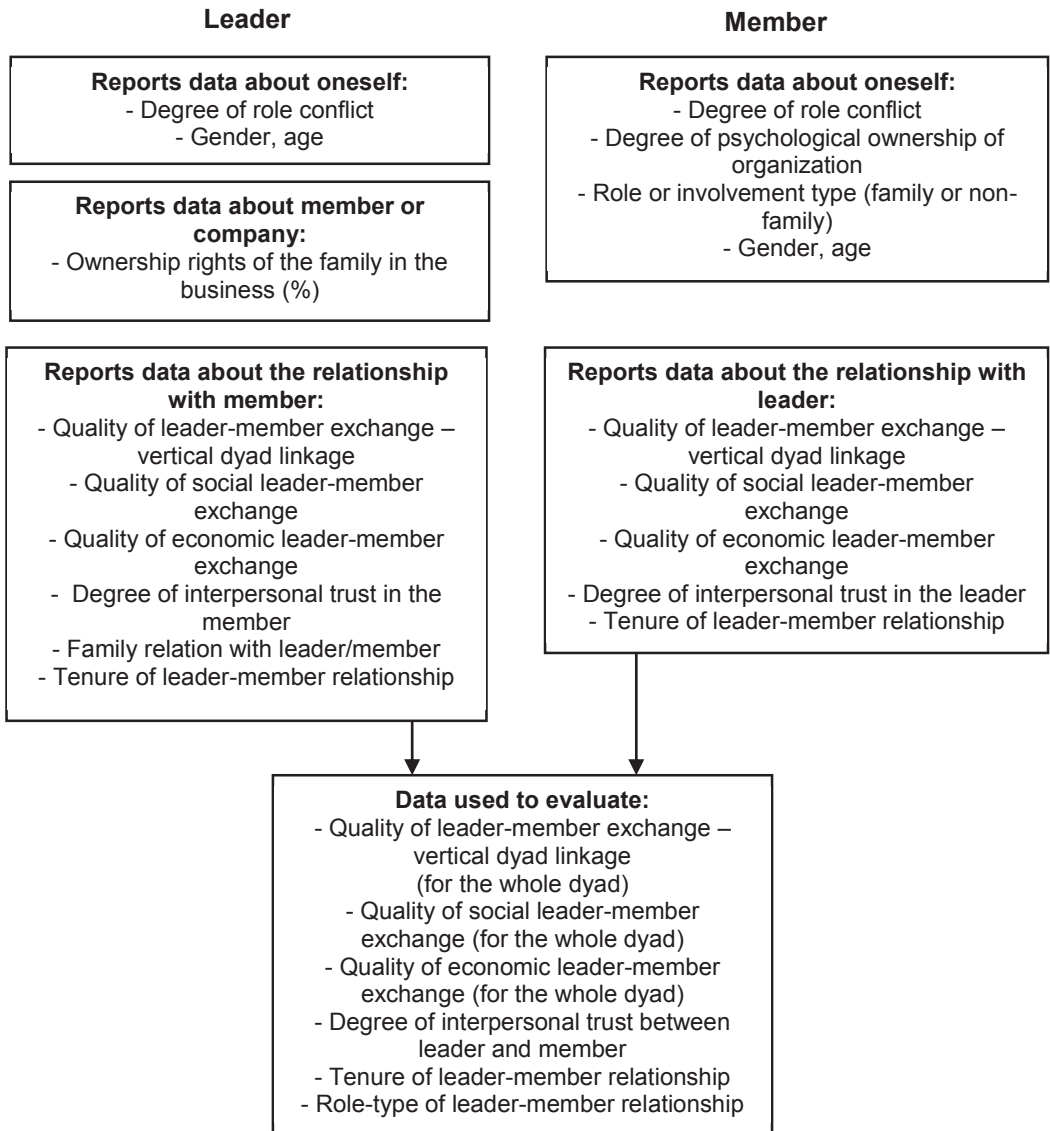 Leader
Member
Reports data about oneself:
- Degree of role conflict
- Gender, age
Reports data about member or
company:
- Ownership rights of the family in the
business (%)
Reports data about oneself:
- Degree of role conflict
- Degree of psychological ownership of
organization
- Role or involvement type (family or non-
family)
- Gender, age
Reports data about the relationship
with member:
- Quality of leader-member exchange –
vertical dyad linkage
- Quality of social leader-member
exchange
- Quality of economic leader-member
exchange
- Degree of interpersonal trust in the
member
- Family relation with leader/member
- Tenure of leader-member relationship
Reports data about the relationship with
leader:
- Quality of leader-member exchange –
vertical dyad linkage
- Quality of social leader-member
exchange
- Quality of economic leader-member
exchange
- Degree of interpersonal trust in the leader
- Tenure of leader-member relationship
Data used to evaluate:
- Quality of leader-member exchange –
vertical dyad linkage
(for the whole dyad)
- Quality of social leader-member
exchange (for the whole dyad)
- Quality of economic leader-member
exchange (for the whole dyad)
- Degree of interpersonal trust between
leader and member
- Tenure of leader-member relationship
- Role-type of leader-member relationship